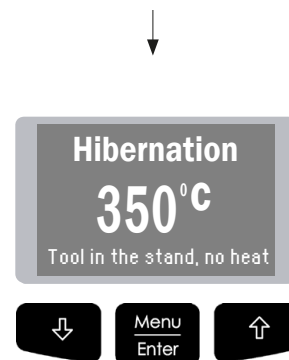 Hibernation
350°C
Tool in the stand, no heat
Menu
Enter